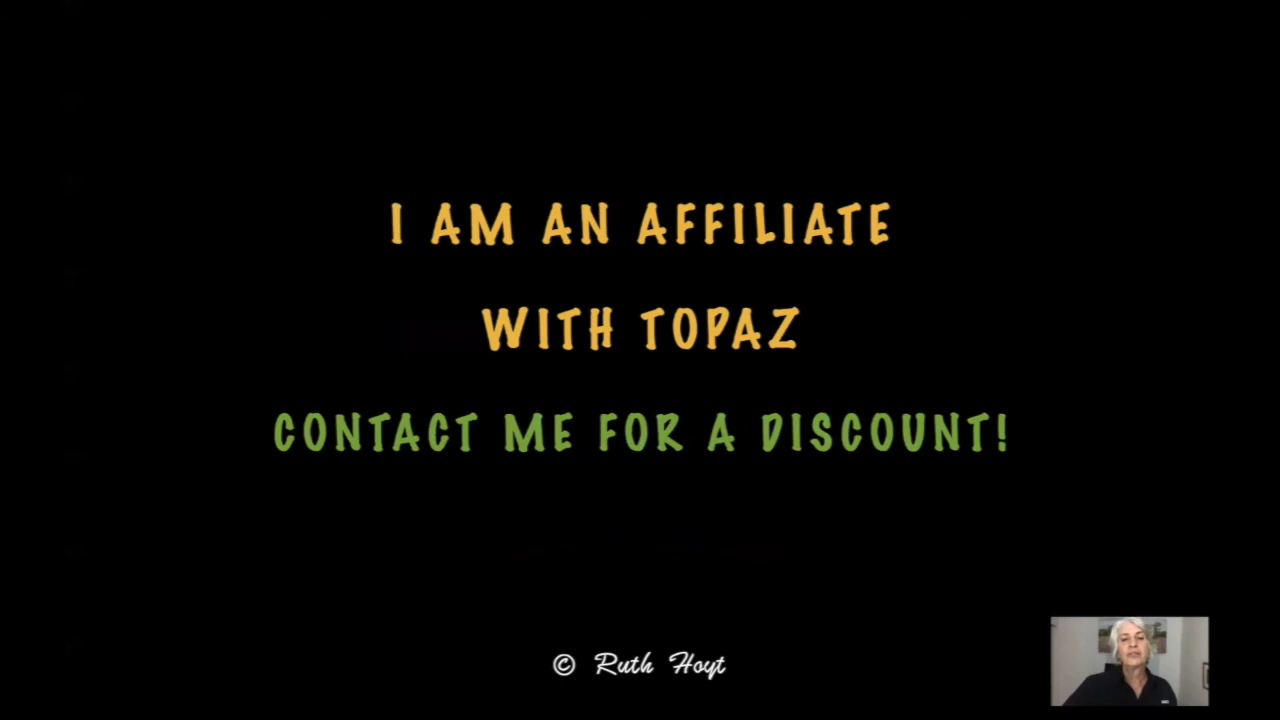 I AM AN AFFILIATE
WITH TOPAZ
CONTACT ME FOR A DISCOUNT!
© Ruth Hoyt